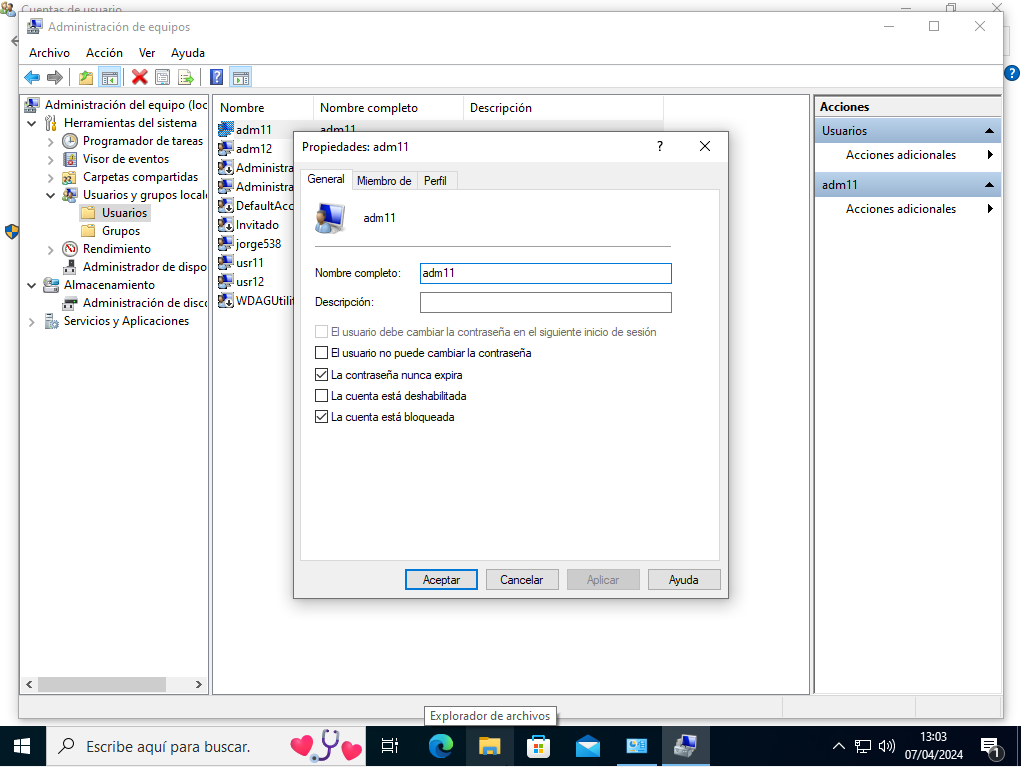 Cuentas de usuario
Administración de equipos
Archivo Acción Ver Ayuda
Administración del equipo (loc
Herramientas del sistema
Programador de tareas
Visor de eventos
Carpetas compartidas
Usuarios y grupos locale
Usuarios
Grupos
Rendimiento
Administrador de dispo
Almacenamiento
Administración de disco
Servicios y Aplicaciones
Nombre Nombre completo Descripción
adm11 adm11
adm12
Administra
Administra
DefaultAcc
Invitado
jorge538
usr11
usr12
WDAGUtilit
Propiedades: adm11 ?
General Miembro de Perfil
adm11
Nombre completo: adm11
Descripción:
El usuario debe cambiar la contraseña en el siguiente inicio de sesión
El usuario no puede cambiar la contraseña
La contraseña nunca expira
La cuenta está deshabilitada
La cuenta está bloqueada
Aceptar Cancelar Aplicar Ayuda
Acciones
Usuarios
Acciones adicionales
adm11
Acciones adicionales
Explorador de archivos
Escribe aquí para buscar.
13:03
07/04/2024
1